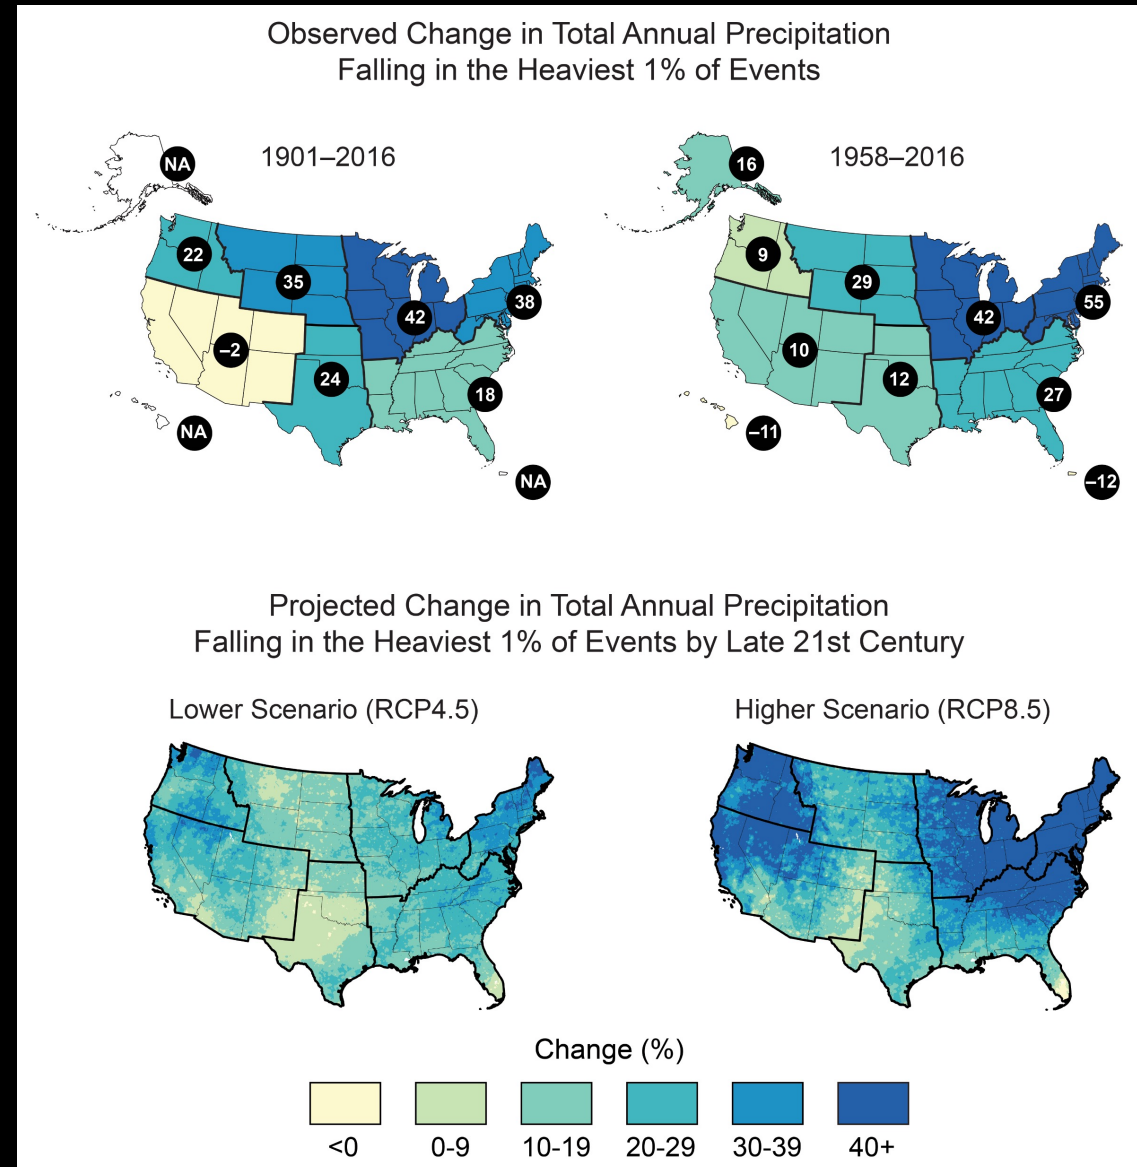 Observed Change in Total Annual Precipitation
Falling in the Heaviest 1% of Events
1901–2016
NA
22
35
38
42
–2
24
18
NA
NA
1958–2016
16
9
29
55
42
10
12
27
–11
–12
Projected Change in Total Annual Precipitation
Falling in the Heaviest 1% of Events by Late 21st Century
Lower Scenario (RCP4.5)
Higher Scenario (RCP8.5)
Change (%)
<0
0-9
10-19
20-29
30-39
40+